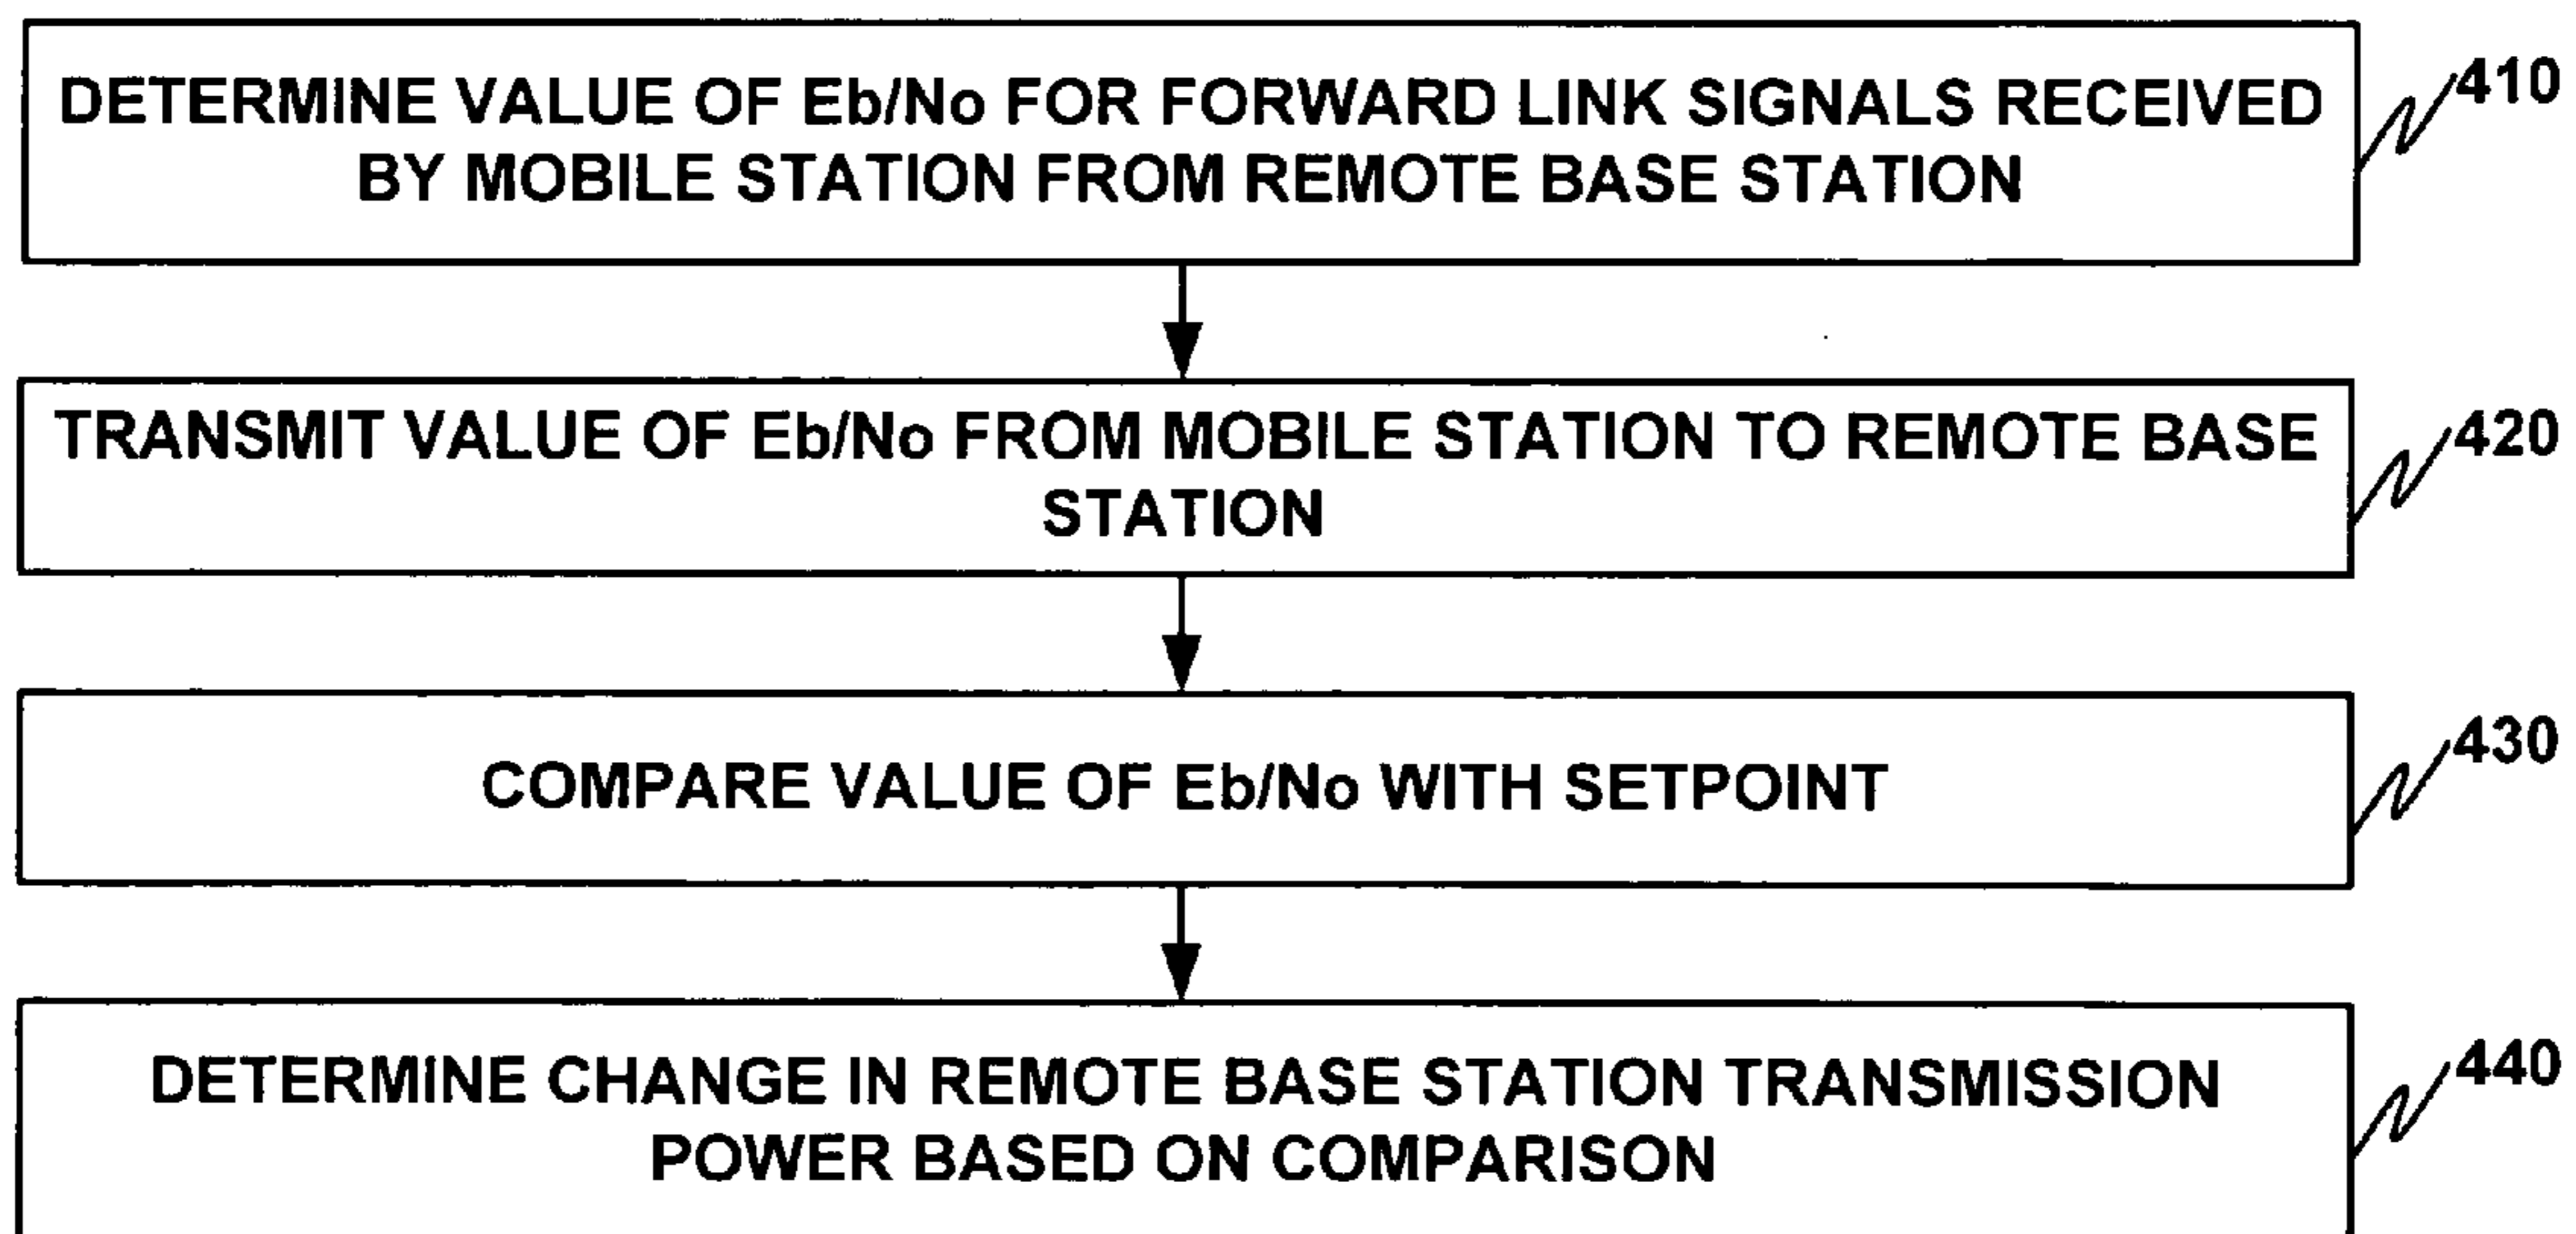 DETERMINE VALUE OF Eb/No FOR FORWARD LINK SIGNALS RECEIVED
BY MOBILE STATION FROM REMOTE BASE STATION
410
TRANSMIT VALUE OF Eb/No FROM MOBILE STATION TO REMOTE BASE
STATION
420
COMPARE VALUE OF Eb/No WITH SETPOINT
430
DETERMINE CHANGE IN REMOTE BASE STATION TRANSMISSION
POWER BASED ON COMPARISON
440